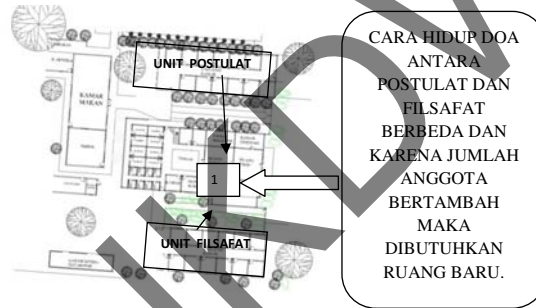 UNIT POSTULAT
KAMAR
MAKAN
1
UNIT FILSAFAT
CARA HIDUP DOA
ANTARA
POSTULAT DAN
FILSAFAT
BERBEDA DAN
KARENA JUMLAH
ANGGOTA
BERTAMBAH
MAKA
DIBUTUHKAN
RUANG BARU.